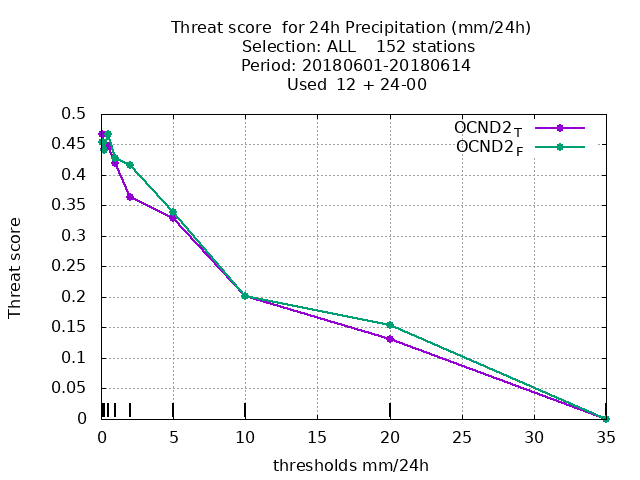 Threat score  for 24h Precipitation (mm/24h)
Selection: ALL    152 stations
Period: 20180601-20180614
Used  12 + 24-00
OCND2T
OCND2F
Threat score
0.5
0.45
0.4
0.35
0.3
0.25
0.2
0.15
0.1
0.05
0
0 5 10 15 20 25 30 35
thresholds mm/24h